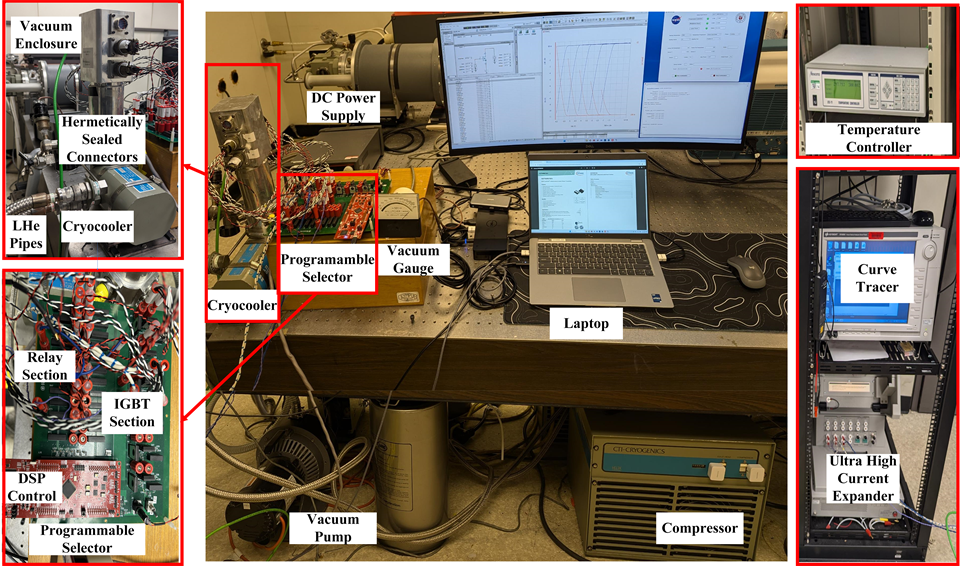 Vacuum
Enclosure
Hermetically
Sealed
Connectors
LHe
Pipes
Cryocooler
Relay
Section
IGBT
Section
DSP
Control
Programmable
Selector
DC Power
Supply
Programamble
Selector
Vacuum
Gauge
Cryocooler
Laptop
CTI-CRYOGENICS
Vacuum
Pump
Compressor
Temperature
Controller
Curve
Tracer
Ultra High
Current
Expander